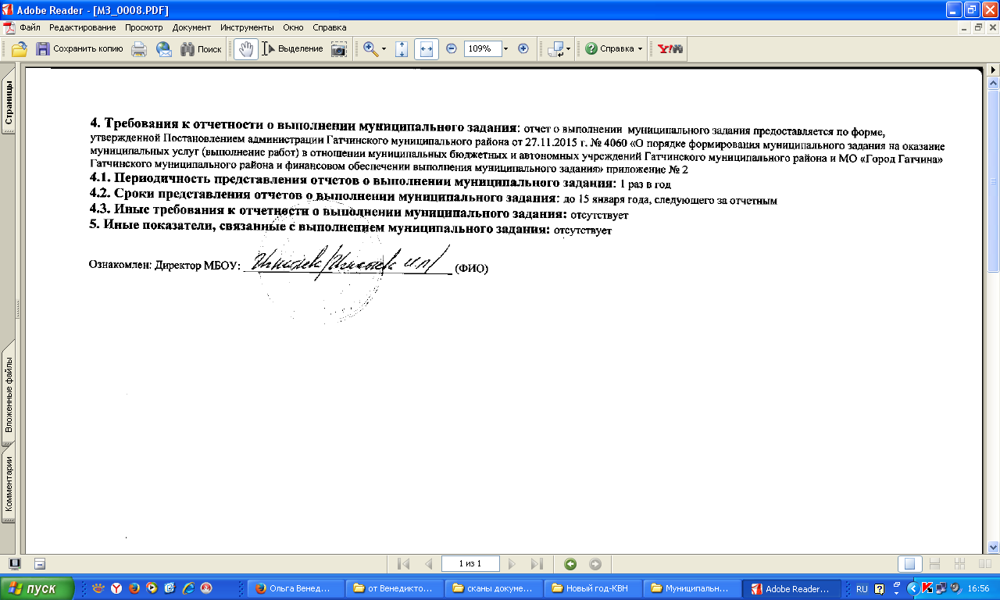 Adobe Reader - [МЗ_0008.PDF]
Файл Редактирование Просмотр Документ Инструменты Окно Справка
Сохранить копию Поиск Выделение 109% Справка Y!
Страницы
4. Требования к отчетности о выполнении муниципального задания: отчет о выполнении муниципального задания предоставляется по форме,
утвержденной Постановлением администрации Гатчинского муниципального района от 27.11.2015 г. № 4060 «О порядке формирования муниципального задания на оказание
муниципальных услуг (выполнение работ) в отношении муниципальных бюджетных и автономных учреждений Гатчинского муниципального района и МО «Город Гатчина»
Гатчинского муниципального района и финансовом обеспечении выполнения муниципального задания» приложение № 2
4.1. Периодичность представления отчетов о выполнении муниципального задания: 1 раз в год
4.2. Сроки представления отчетов о выполнении муниципального задания: до 15 января года, следующего за отчетным
4.3. Иные требования к отчетности о выполнении муниципального задания: отсутствует
5. Иные показатели, связанные с выполнением муниципального задания: отсутствует
Ознакомлен: Директор МБОУ: (ФИО)
Вложенные файлы
Комментарии
1 из 1
пуск Ольга Венед... от Венедикто... сканы докуме... Новый год-КВН Муниципальн... Adobe Reader... RU 16:56